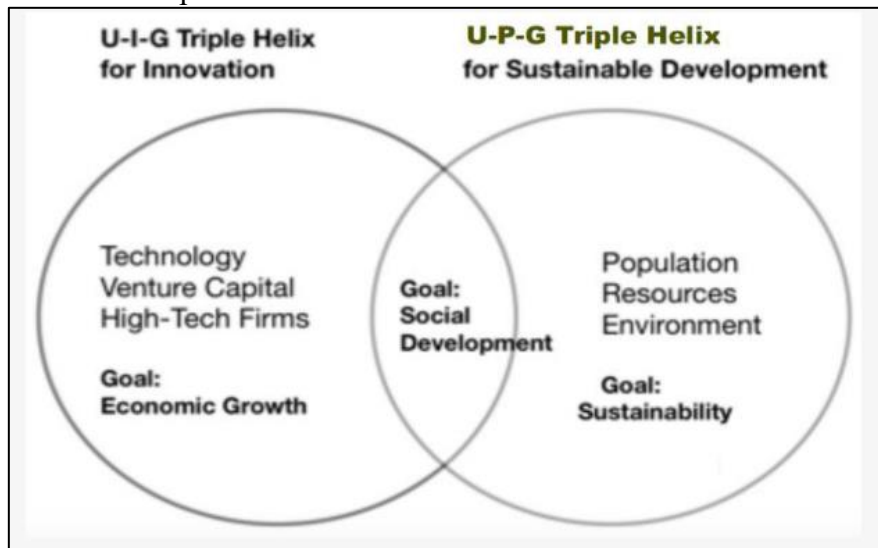 U-I-G Triple Helix
for Innovation
U-P-G Triple Helix
for Sustainable Development
Technology
Venture Capital
High-Tech Firms
Goal:
Economic Growth
Goal:
Social
Development
Population
Resources
Environment
Goal:
Sustainability